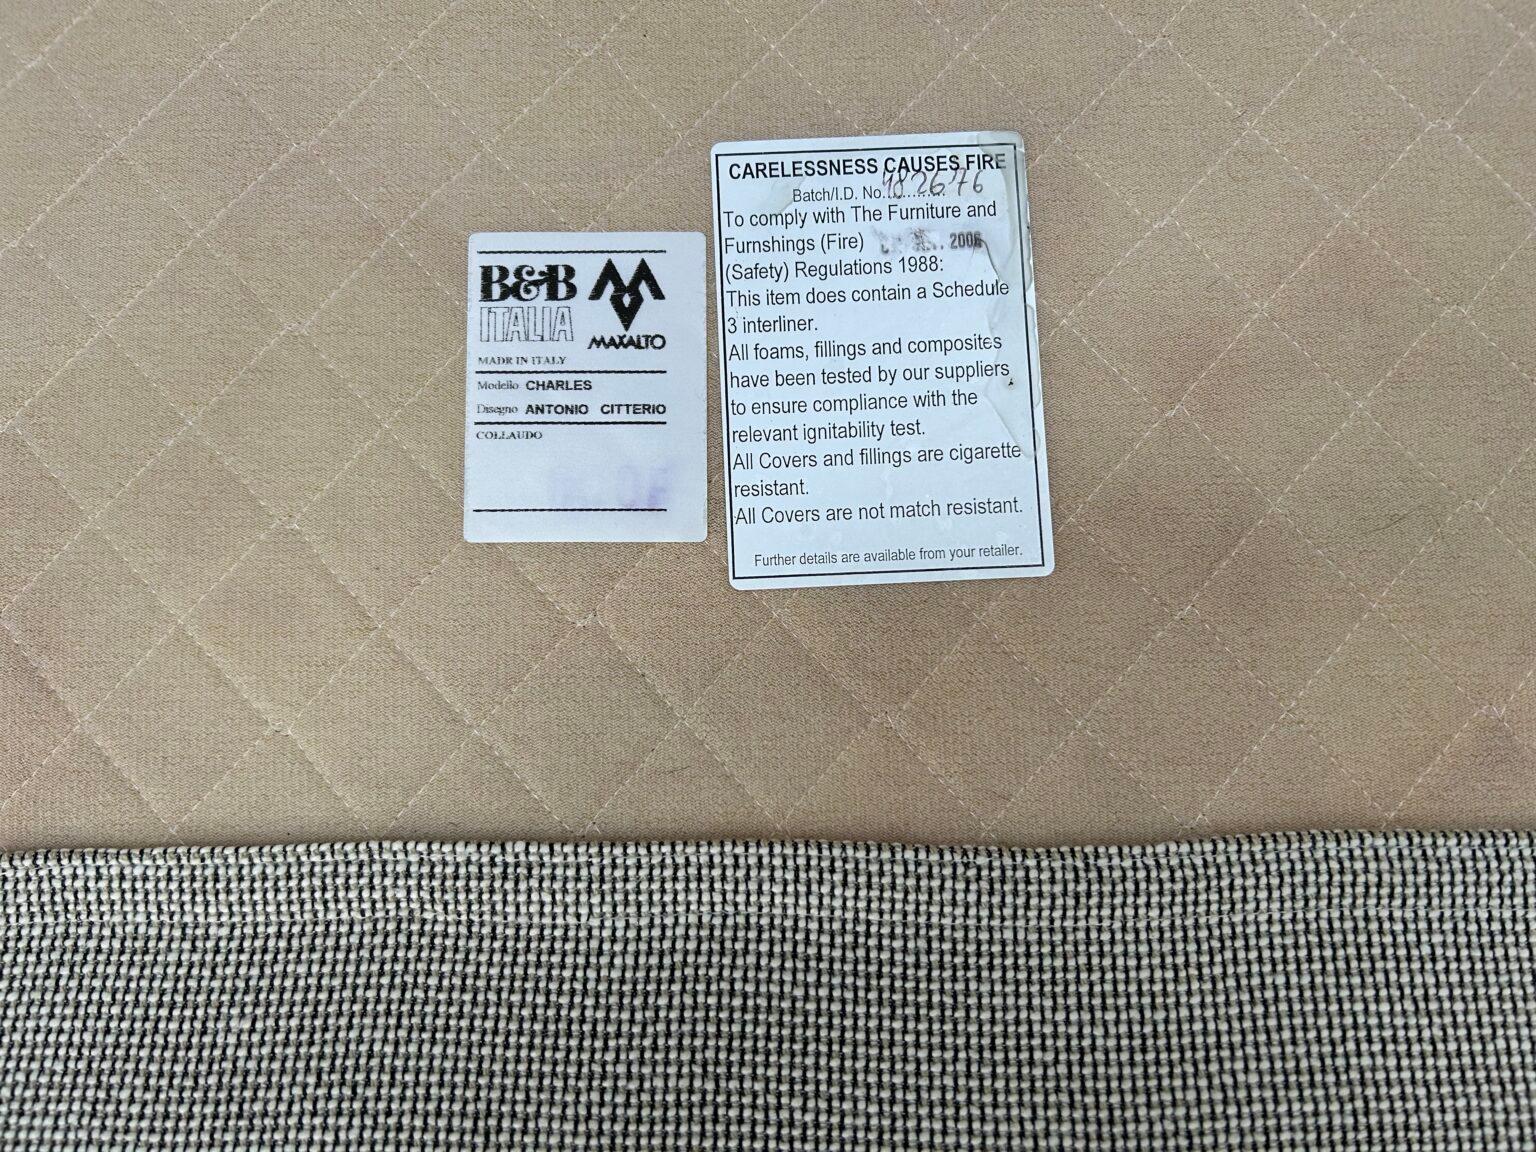 B&B
ITALIA
MAXALTO
MADE IN ITALY
Modello CHARLES
Disegno ANTONIO CITTERIO
COLLAUDO
CARELESSNESS CAUSES FIRE
Batch/I.D. No. 182676
To comply with The Furniture and
Furnshings (Fire) 2006
(Safety) Regulations 1988:
This item does contain a Schedule
3 interliner.
All foams, fillings and composites
have been tested by our suppliers
to ensure compliance with the
relevant ignitability test.
All Covers and fillings are cigarette
resistant.
All Covers are not match resistant.
Further details are available from your retailer.